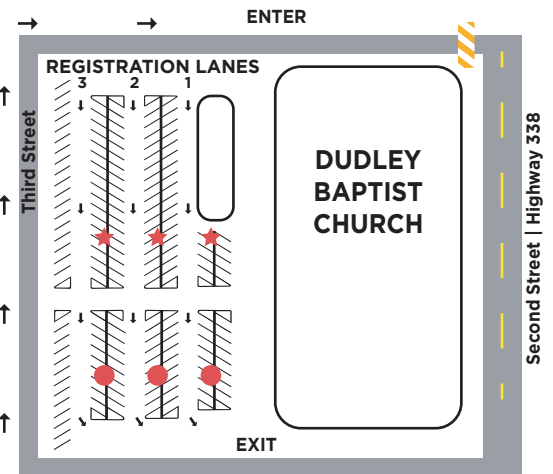 ENTER
REGISTRATION LANES
3 2 1
Third Street
DUDLEY
BAPTIST
CHURCH
Second Street | Highway 338
EXIT